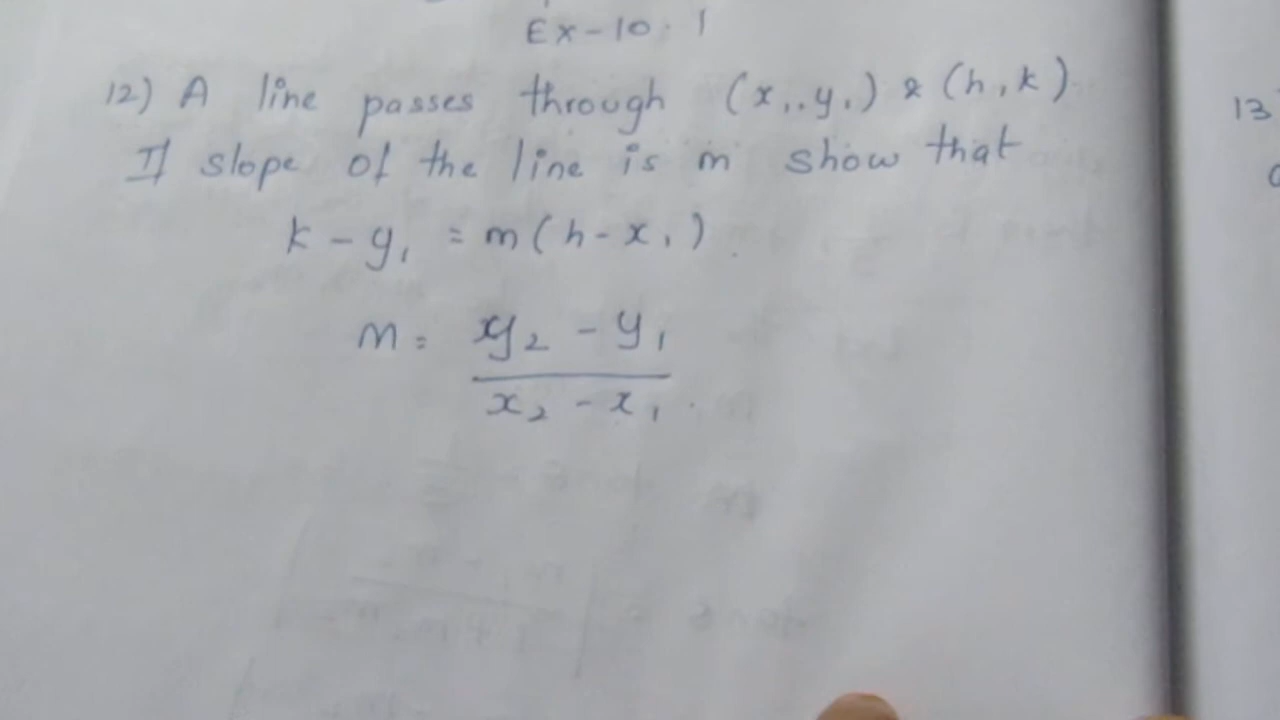 Ex-10.1
12) A line passes through (x₁, y₁) & (h, k).
If slope of the line is m show that
k - y₁ = m(h - x₁).
m = y₂ - y₁
x₂ - x₁.
13